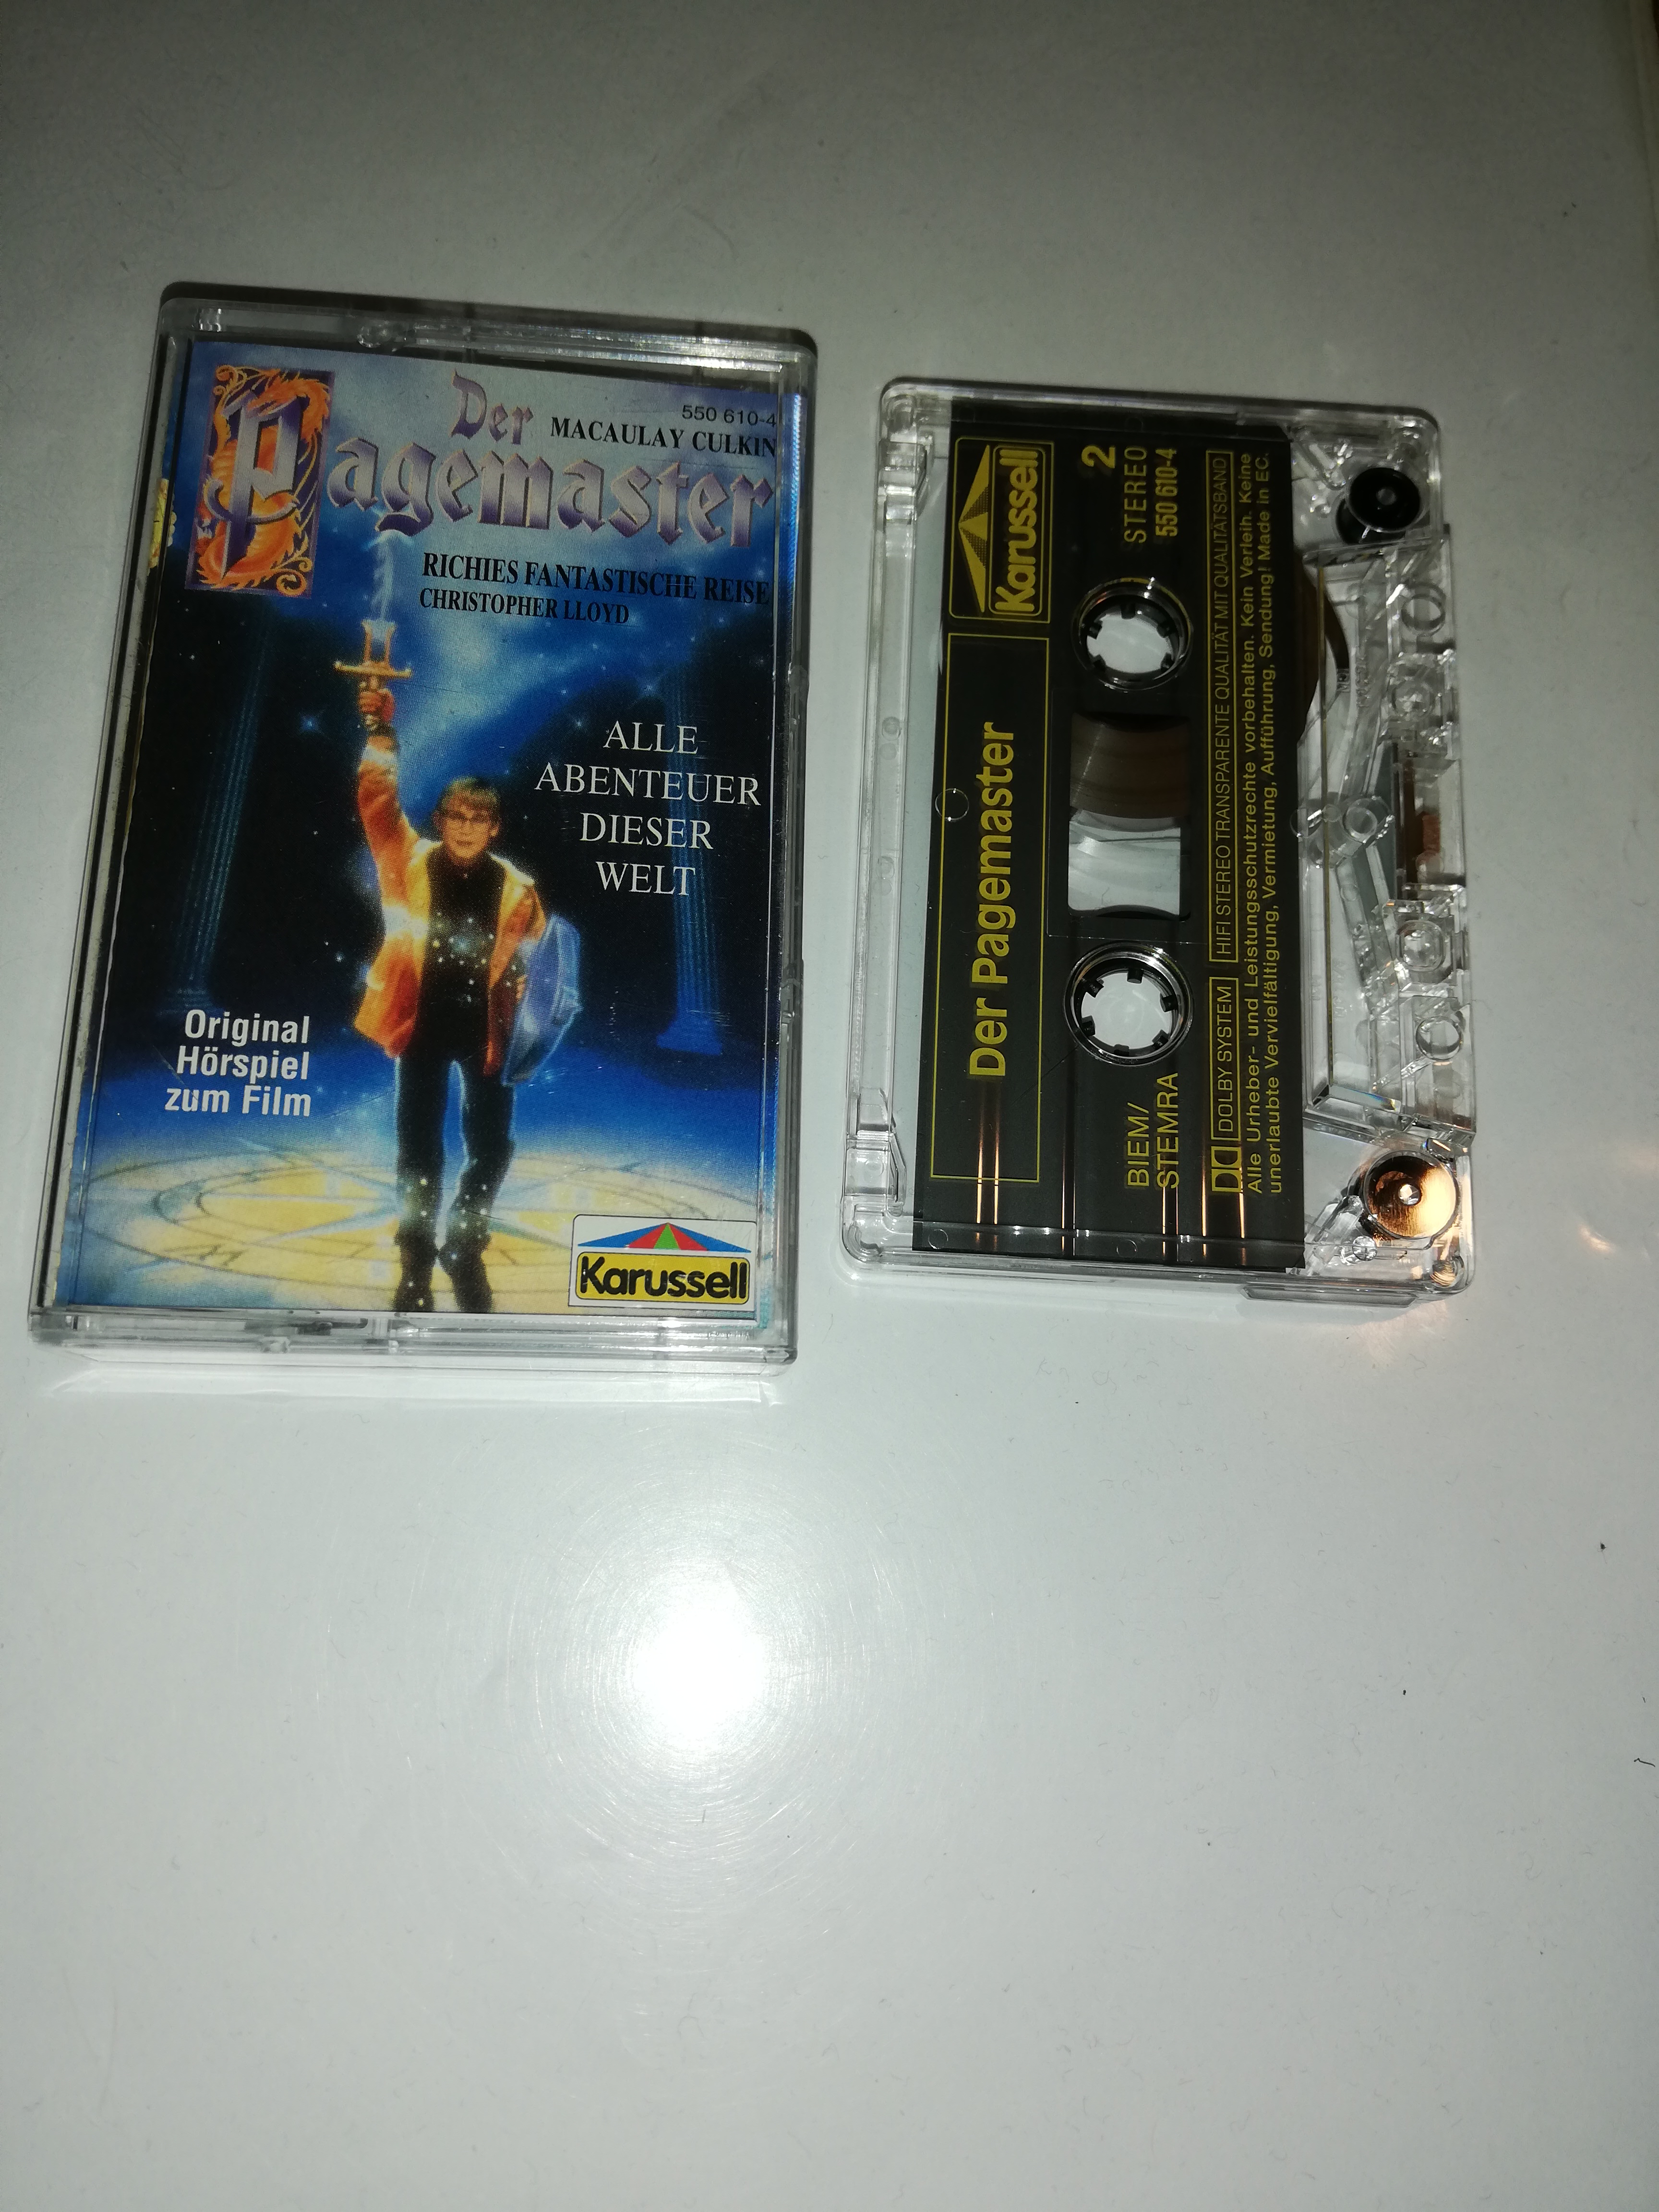 550 610-4
Der
MACAULAY CULKIN
Pagemaster
RICHIES FANTASTISCHE REISE
CHRISTOPHER LLOYD
ALLE
ABENTEUER
DIESER
WELT
Original
Hörspiel
zum Film
Karussell
Karussell
Der Pagemaster
2
STEREO
550 610-4
BIEM/
STEMRA
DOLBY SYSTEM HIFI STEREO TRANSPARENTE QUALITÄT MIT QUALITÄTSBAND
Alle Urheber- und Leistungsschutzrechte vorbehalten. Kein Verleih. Keine
unerlaubte Vervielfältigung, Vermietung, Aufführung, Sendung! Made in EC.